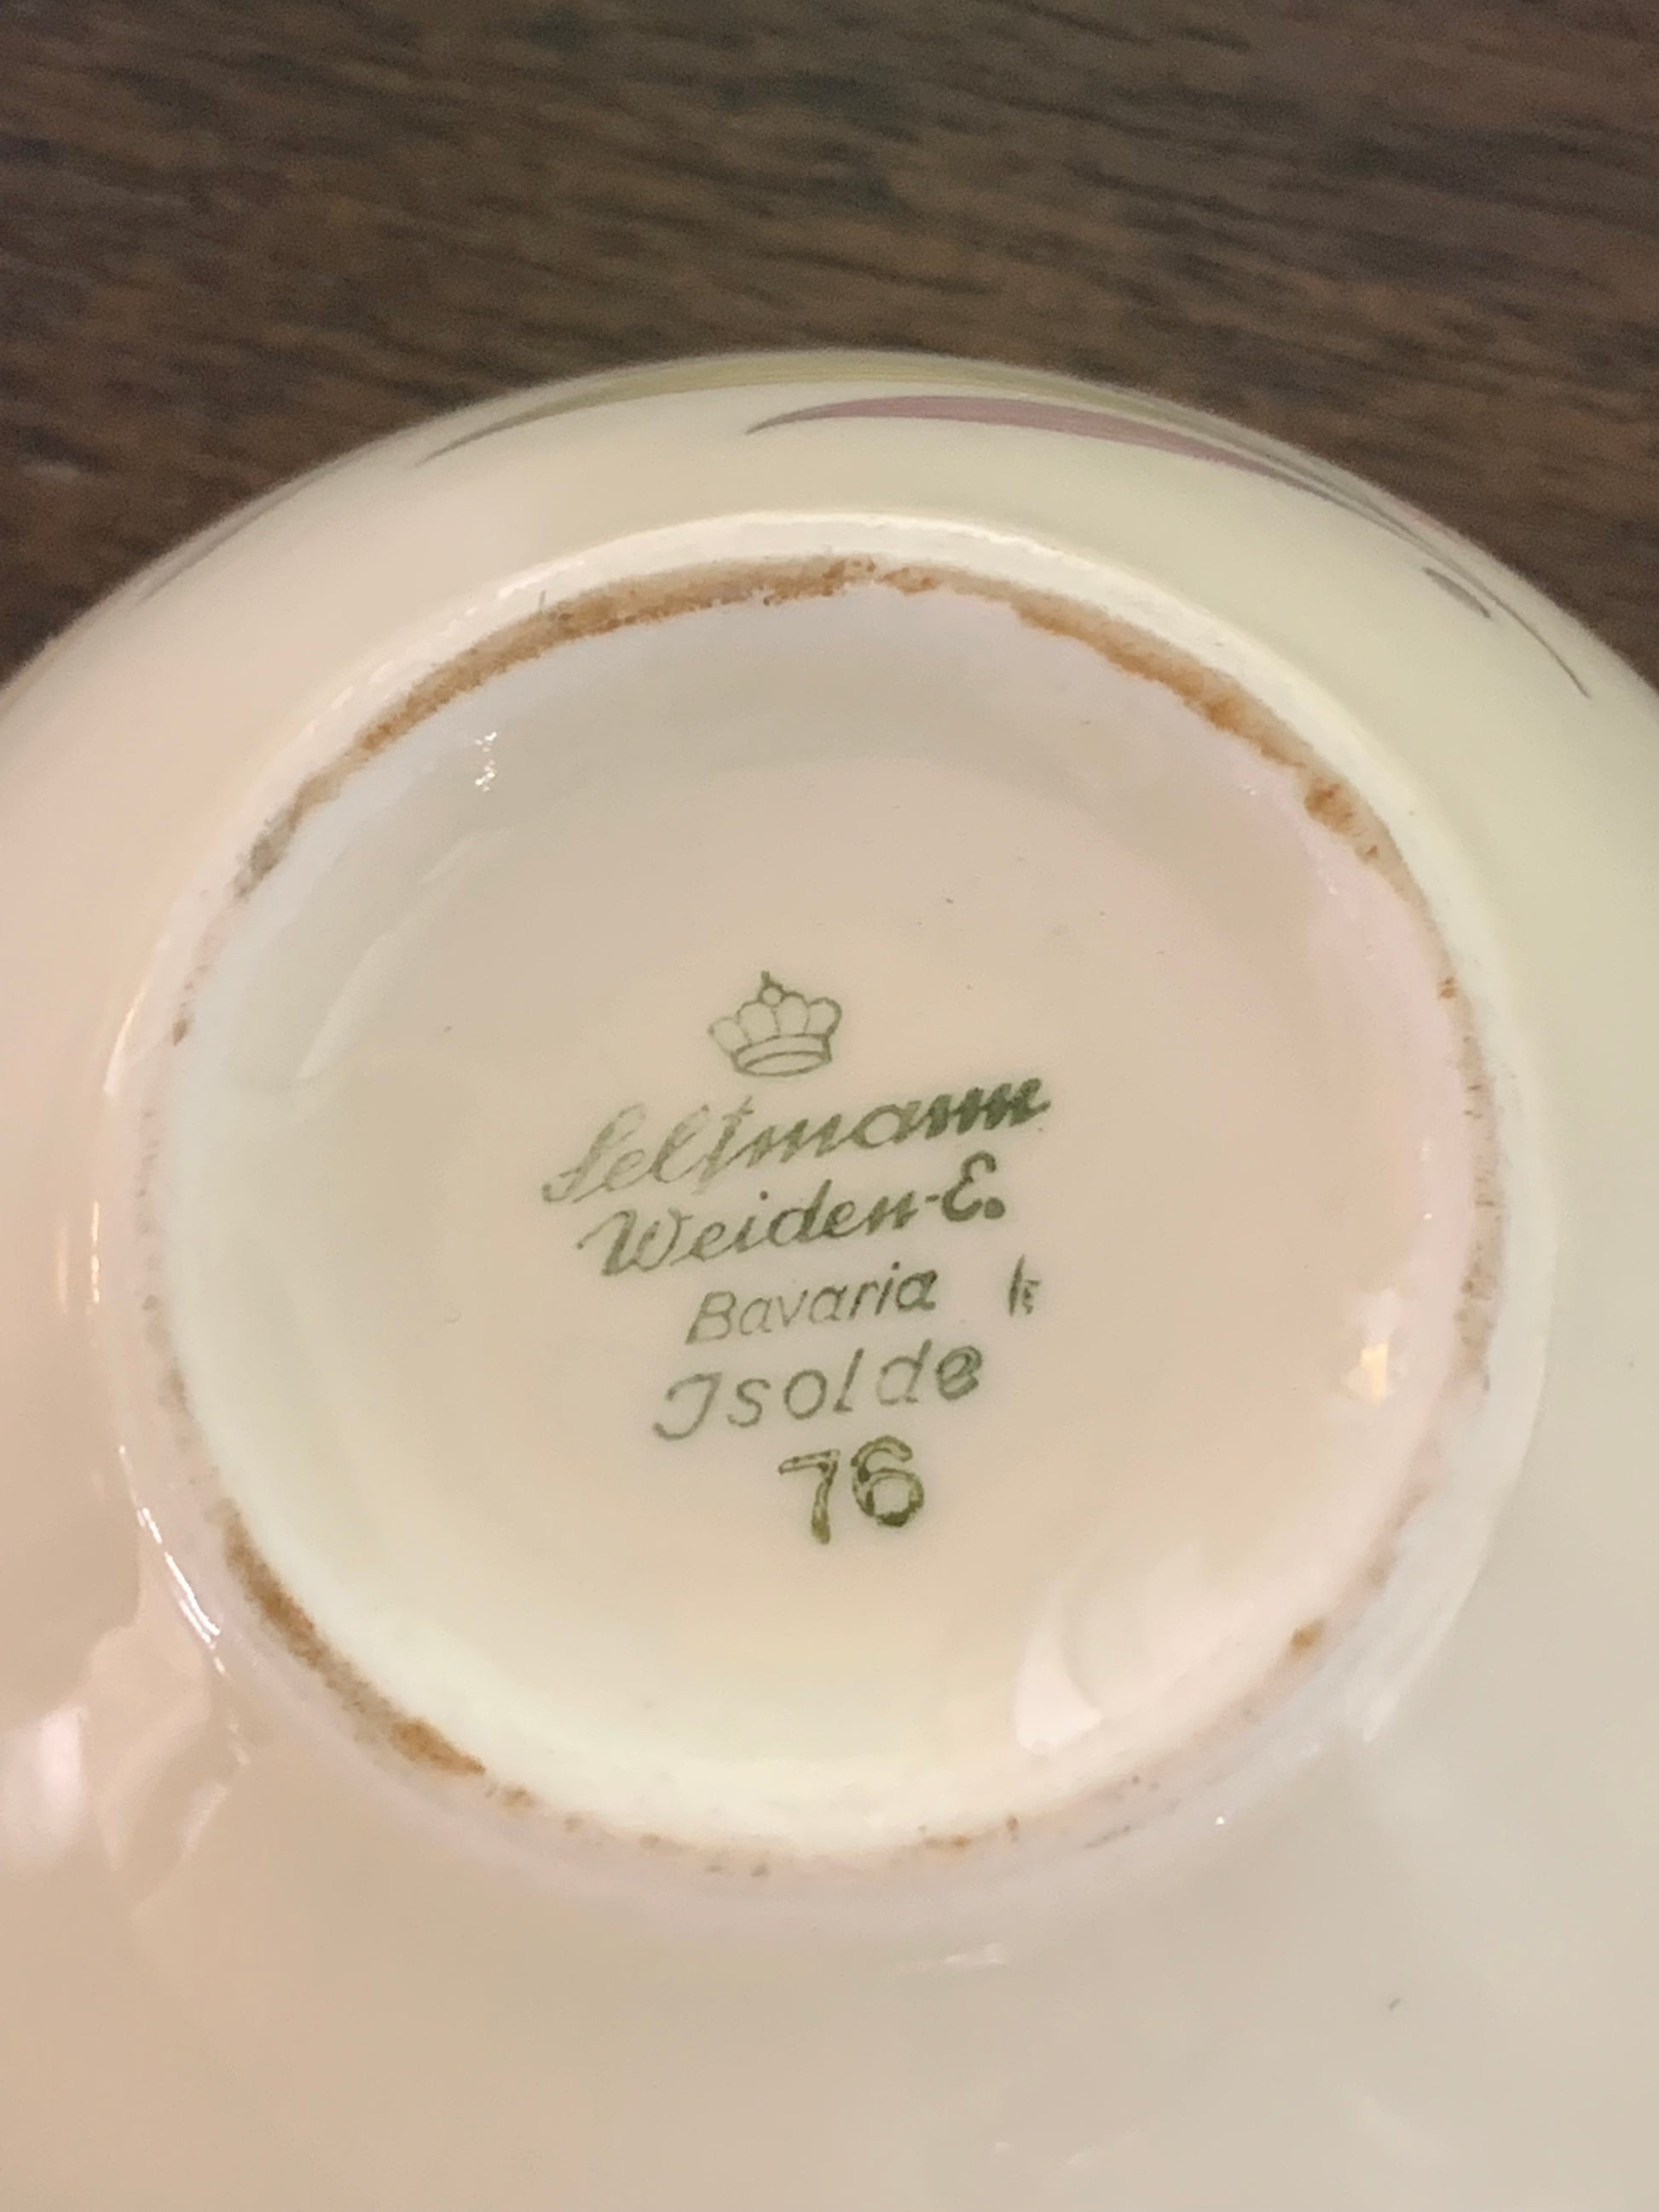 Seltmann
Weiden-E.
Bavaria K
Isolde
76